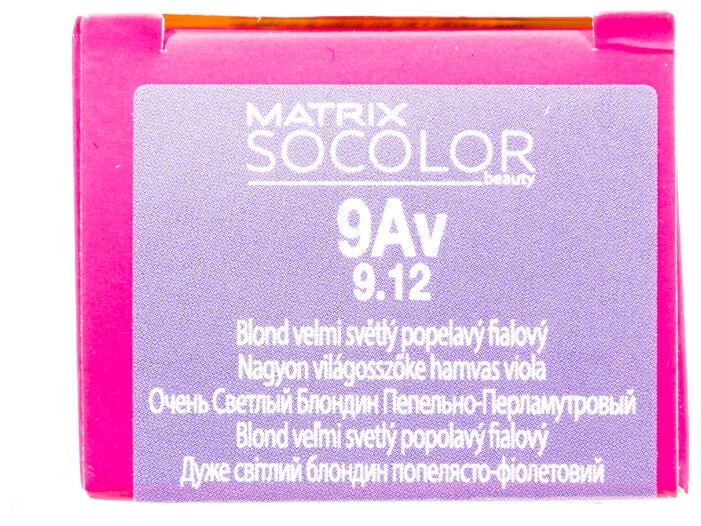 MATRIX
SOCOLOR
beauty
9Av
9.12
Blond velmi světlý popelavý fialový
Nagyon világosszőke hamvas viola
Очень Светлый Блондин Пепельно-Перламутровый
Blond veľmi svetlý popolavý fialový
Дуже світлий блондин попелясто-фіолетовий